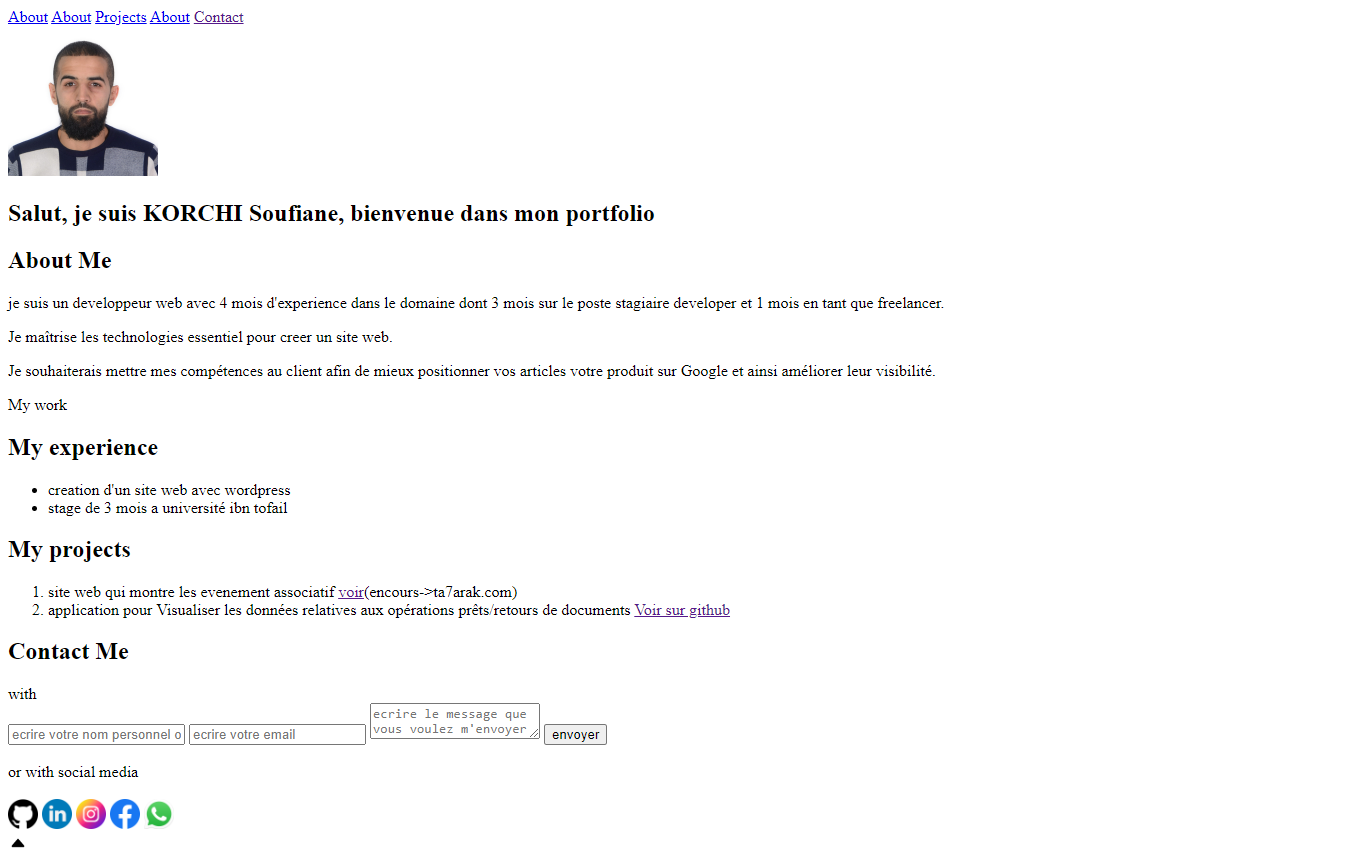 About About Projects About Contact
Salut, je suis KORCHI Soufiane, bienvenue dans mon portfolio
About Me
je suis un developpeur web avec 4 mois d'experience dans le domaine dont 3 mois sur le poste stagiaire developer et 1 mois en tant que freelancer.
Je maîtrise les technologies essentiel pour creer un site web.
Je souhaiterais mettre mes compétences au client afin de mieux positionner vos articles votre produit sur Google et ainsi améliorer leur visibilité.
My work
My experience
• creation d'un site web avec wordpress
• stage de 3 mois a université ibn tofail
My projects
1. site web qui montre les evenement associatif voir(encours->ta7arak.com)
2. application pour Visualiser les données relatives aux opérations prêts/retours de documents Voir sur github
Contact Me
with
ecrire votre nom personnel o ecrire votre email ecrire le message que
vous voulez m'envoyer envoyer
or with social media
in